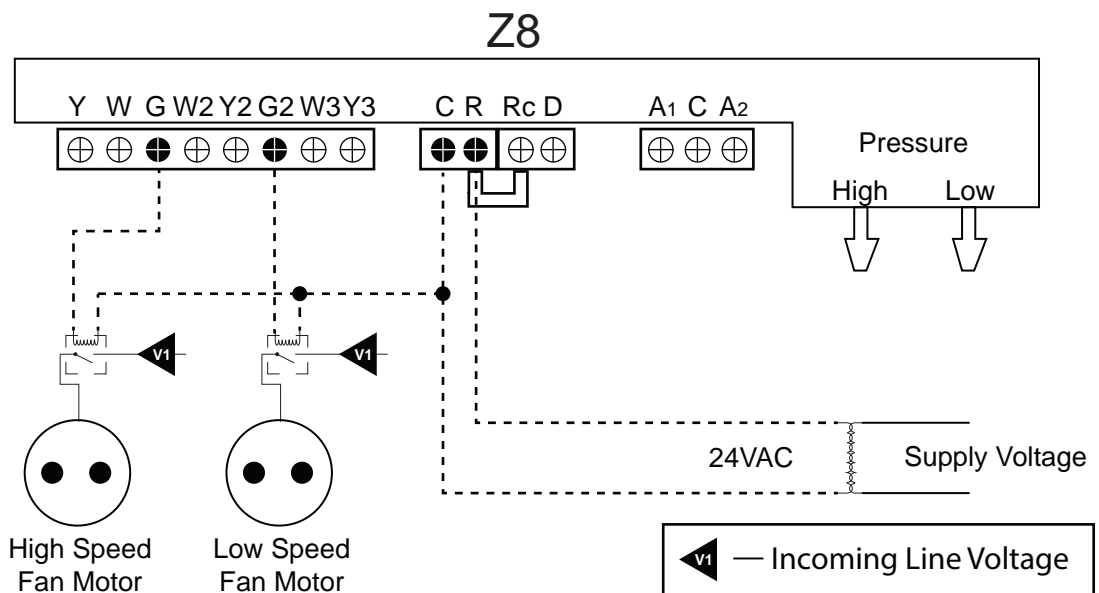 Z8
Y W G W2 Y2 G2 W3 Y3 C R Rc D A1 C A2
Pressure
High Low
V1 V1
24VAC Supply Voltage
High Speed
Fan Motor
Low Speed
Fan Motor
V1 — Incoming Line Voltage